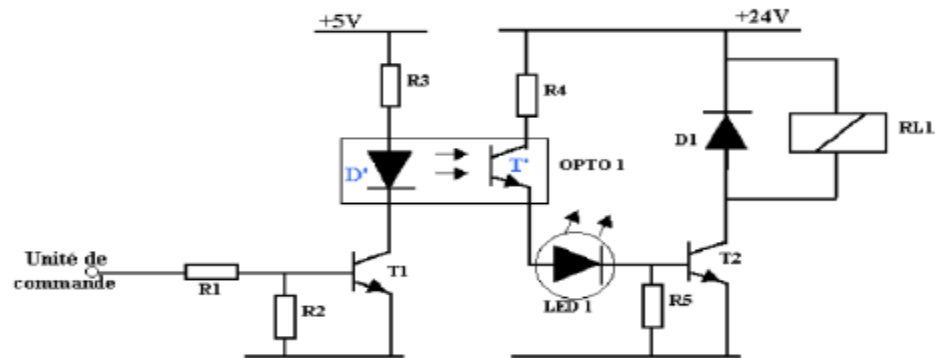 +5V
+24V
R3
R4
D1
RL1
D'
T'
OPTO 1
Unité de
commande
R1
R2
T1
LED 1
R5
T2